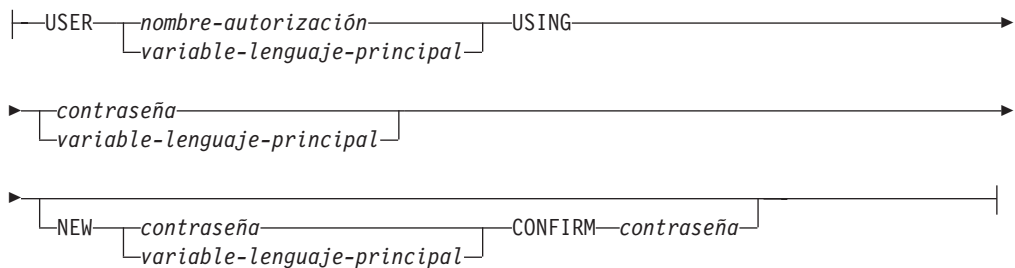 USER nombre-autorización USING
variable-lenguaje-principal
contraseña
variable-lenguaje-principal
NEW contraseña CONFIRM contraseña
variable-lenguaje-principal